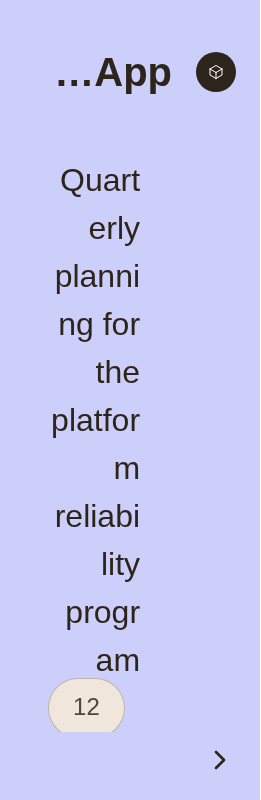 …App
Quart
erly
planni
ng for
the
platfor
m
reliabi
lity
progr
am
12